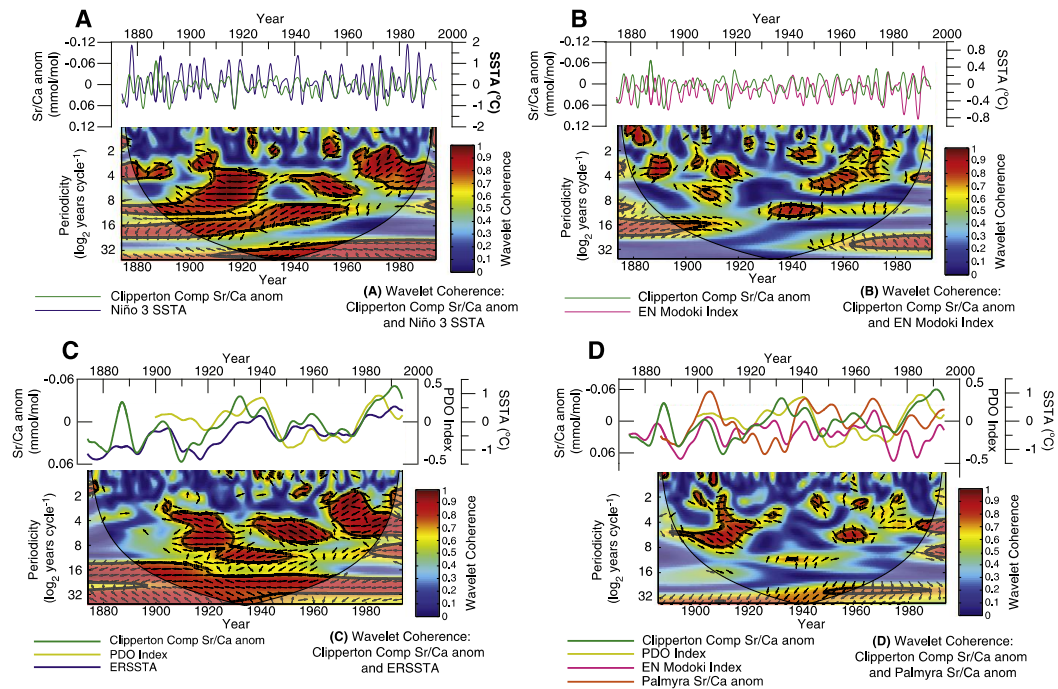 A
Year
1880 1900 1920 1940 1960 1980 2000
-0.12
0
0.06
0.12
Sr/Ca anom
(mmol/mol)
2
1
0
-1
-2
SSTA (°C)
2
4
8
16
32
Periodicity
(log2 years cycle-1)
1
0.9
0.8
0.7
0.6
0.5
0.4
0.3
0.2
0.1
0
Wavelet Coherence
1880 1900 1920 1940 1960 1980
Year
Clipperton Comp Sr/Ca anom
Niño 3 SSTA
(A) Wavelet Coherence:
Clipperton Comp Sr/Ca anom
and Niño 3 SSTA
B
Year
1880 1900 1920 1940 1960 1980 2000
-0.12
0
0.06
0.12
Sr/Ca anom
(mmol/mol)
0.8
0.4
0
-0.4
-0.8
SSTA (°C)
2
4
8
16
32
Periodicity
(log2 years cycle-1)
1
0.9
0.8
0.7
0.6
0.5
0.4
0.3
0.2
0.1
0
Wavelet Coherence
1880 1900 1920 1940 1960 1980
Year
Clipperton Comp Sr/Ca anom
EN Modoki Index
(B) Wavelet Coherence:
Clipperton Comp Sr/Ca anom
and EN Modoki Index
C
Year
1880 1900 1920 1940 1960 1980 2000
-0.06
0
0.06
Sr/Ca anom
(mmol/mol)
0.5
0
-0.5
PDO Index
1
0
-1
SSTA (°C)
2
4
8
16
32
Periodicity
(log2 years cycle-1)
1
0.9
0.8
0.7
0.6
0.5
0.4
0.3
0.2
0.1
0
Wavelet Coherence
1880 1900 1920 1940 1960 1980
Year
Clipperton Comp Sr/Ca anom
PDO Index
ERSSTA
(C) Wavelet Coherence:
Clipperton Comp Sr/Ca anom
and ERSSTA
D
Year
1880 1900 1920 1940 1960 1980 2000
-0.06
0
0.06
Sr/Ca anom
(mmol/mol)
0.5
0
-0.5
PDO Index
1
0
-1
SSTA (°C)
2
4
8
16
32
Periodicity
(log2 years cycle-1)
1
0.9
0.8
0.7
0.6
0.5
0.4
0.3
0.2
0.1
0
Wavelet Coherence
1900 1920 1940 1960 1980
Year
Clipperton Comp Sr/Ca anom
PDO Index
EN Modoki Index
Palmyra Sr/Ca anom
(D) Wavelet Coherence:
Clipperton Comp Sr/Ca anom
and Palmyra Sr/Ca anom